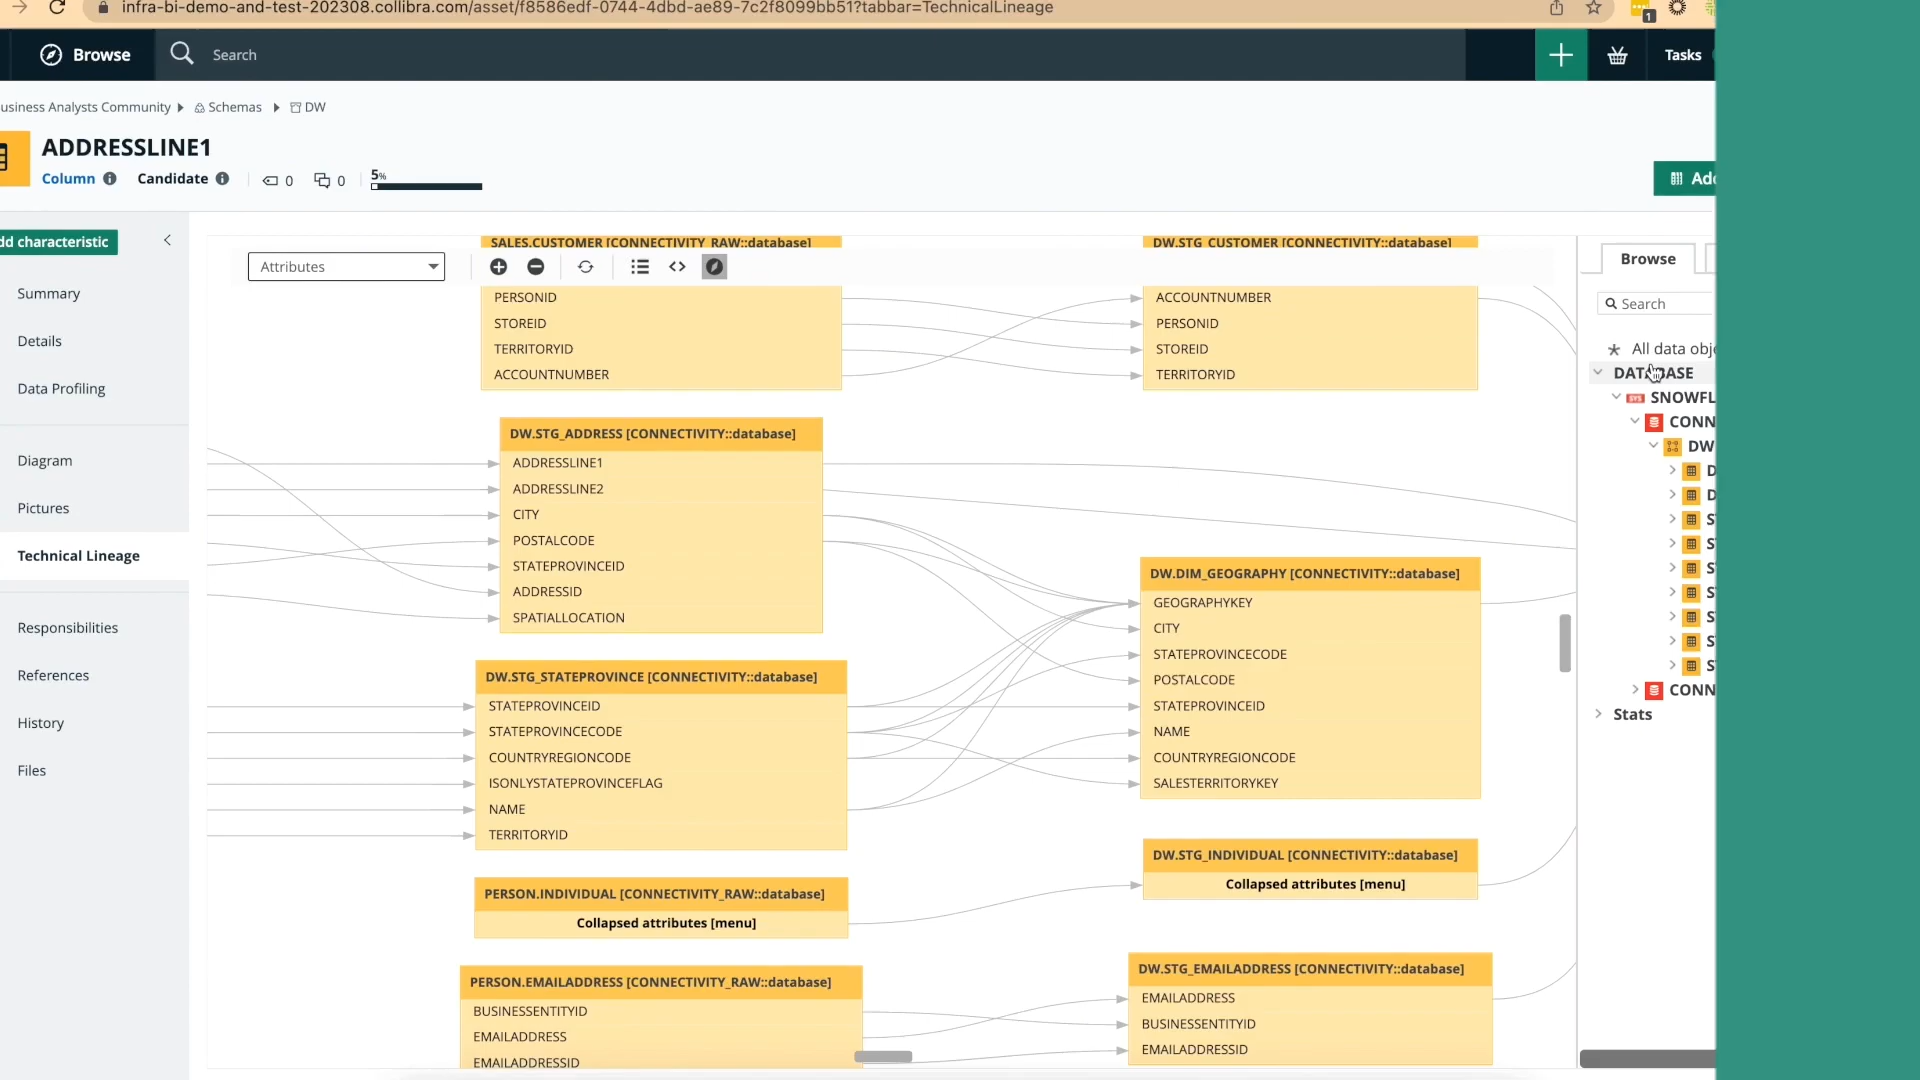 infra-bi-demo-and-test-202308.collibra.com/asset/f8586edf-0744-4dbd-ae89-7c2f8099bb51?tabbar=TechnicalLineage
1
Browse
Search
Tasks
usiness Analysts Community
Schemas
DW
ADDRESSLINE1
Column
Candidate
0
0
5%
Add
dd characteristic
Summary
Details
Data Profiling
Diagram
Pictures
Technical Lineage
Responsibilities
References
History
Files
Attributes
SALES.CUSTOMER [CONNECTIVITY_RAW::database]
PERSONID
STOREID
TERRITORYID
ACCOUNTNUMBER
DW.STG_CUSTOMER [CONNECTIVITY::database]
ACCOUNTNUMBER
PERSONID
STOREID
TERRITORYID
DW.STG_ADDRESS [CONNECTIVITY::database]
ADDRESSLINE1
ADDRESSLINE2
CITY
POSTALCODE
STATEPROVINCEID
ADDRESSID
SPATIALLOCATION
DW.DIM_GEOGRAPHY [CONNECTIVITY::database]
GEOGRAPHYKEY
CITY
STATEPROVINCECODE
POSTALCODE
STATEPROVINCEID
NAME
COUNTRYREGIONCODE
SALESTERRITORYKEY
DW.STG_STATEPROVINCE [CONNECTIVITY::database]
STATEPROVINCEID
STATEPROVINCECODE
COUNTRYREGIONCODE
ISONLYSTATEPROVINCEFLAG
NAME
TERRITORYID
DW.STG_INDIVIDUAL [CONNECTIVITY::database]
Collapsed attributes [menu]
PERSON.INDIVIDUAL [CONNECTIVITY_RAW::database]
Collapsed attributes [menu]
PERSON.EMAILADDRESS [CONNECTIVITY_RAW::database]
BUSINESSENTITYID
EMAILADDRESS
EMAILADDRESSID
DW.STG_EMAILADDRESS [CONNECTIVITY::database]
EMAILADDRESS
BUSINESSENTITYID
EMAILADDRESSID
Browse
Search
All data obj
DATABASE
SNOWFL
CONN
DW
D
D
S
S
S
S
S
S
S
CONN
Stats